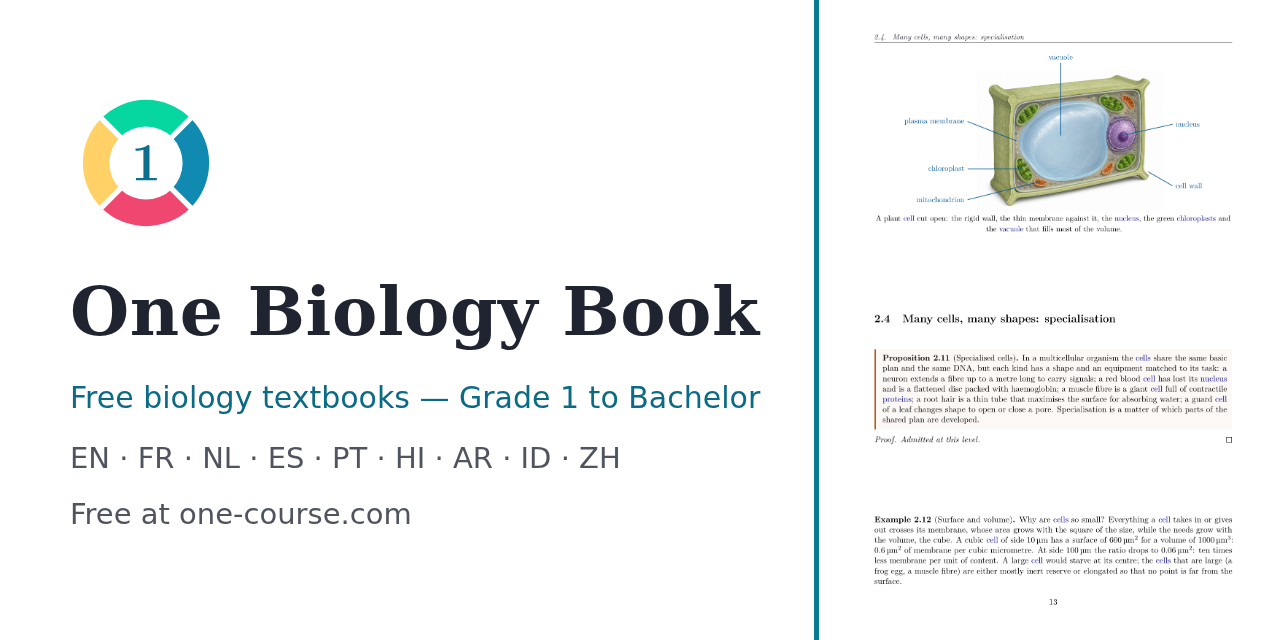 1
One Biology Book
Free biology textbooks — Grade 1 to Bachelor
EN · FR · NL · ES · PT · HI · AR · ID · ZH
Free at one-course.com
2.4. Many cells, many shapes: specialisation
vacuole
plasma membrane
nucleus
chloroplast
cell wall
mitochondrion
A plant cell cut open: the rigid wall, the thin membrane against it, the nucleus, the green chloroplasts and
the vacuole that fills most of the volume.
2.4 Many cells, many shapes: specialisation
Proposition 2.11 (Specialised cells). In a multicellular organism the cells share the same basic
plan and the same DNA, but each kind has a shape and an equipment matched to its task: a
neuron extends a fibre up to a metre long to carry signals; a red blood cell has lost its nucleus
and is a flattened disc packed with haemoglobin; a muscle fibre is a giant cell full of contractile
proteins; a root hair is a thin tube that maximises the surface for absorbing water; a guard cell
of a leaf changes shape to open or close a pore. Specialisation is a matter of which parts of the
shared plan are developed.
Proof. Admitted at this level. □
Example 2.12 (Surface and volume). Why are cells so small? Everything a cell takes in or gives
out crosses its membrane, whose area grows with the square of the size, while the needs grow with
the volume, the cube. A cubic cell of side 10 µm has a surface of 600 µm² for a volume of 1000 µm³:
0.6 µm² of membrane per cubic micrometre. At side 100 µm the ratio drops to 0.06 µm²: ten times
less membrane per unit of content. A large cell would starve at its centre; the cells that are large (a
frog egg, a muscle fibre) are either mostly inert reserve or elongated so that no point is far from the
surface.
13